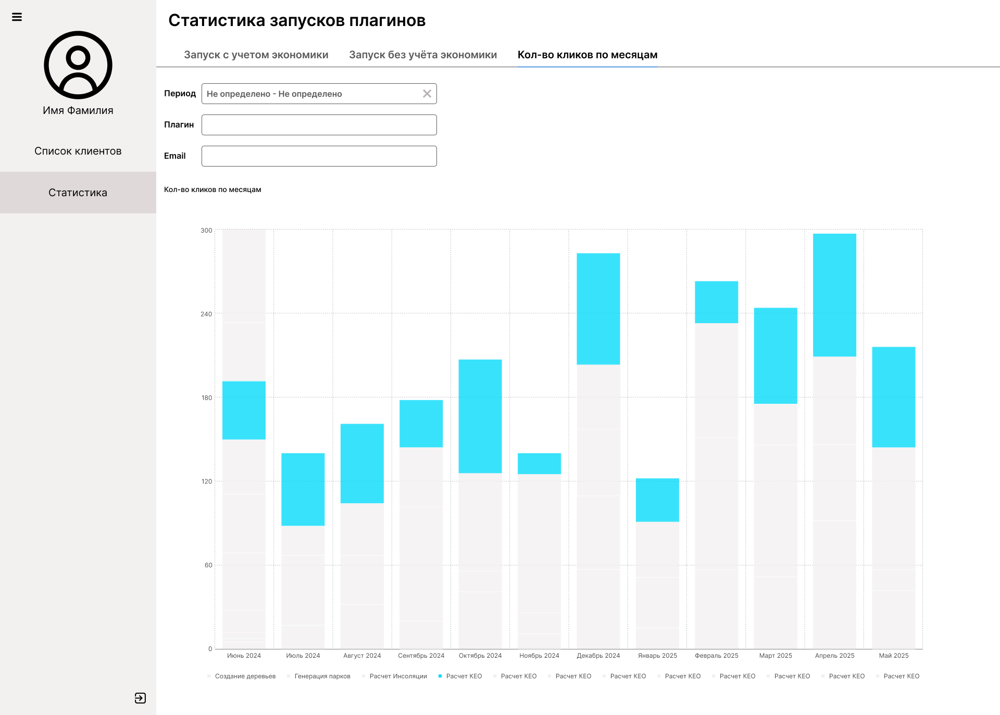 Имя Фамилия
Список клиентов
Статистика
Статистика запусков плагинов
Запуск с учетом экономики
Запуск без учёта экономики
Кол-во кликов по месяцам
Период
Не определено - Не определено
Плагин
Email
Кол-во кликов по месяцам
300
240
180
120
60
0
Июнь 2024
Июль 2024
Август 2024
Сентябрь 2024
Октябрь 2024
Ноябрь 2024
Декабрь 2024
Январь 2025
Февраль 2025
Март 2025
Апрель 2025
Май 2025
Создание деревьев
Генерация парков
Расчет Инсоляции
Расчет КЕО
Расчет КЕО
Расчет КЕО
Расчет КЕО
Расчет КЕО
Расчет КЕО
Расчет КЕО
Расчет КЕО
Расчет КЕО